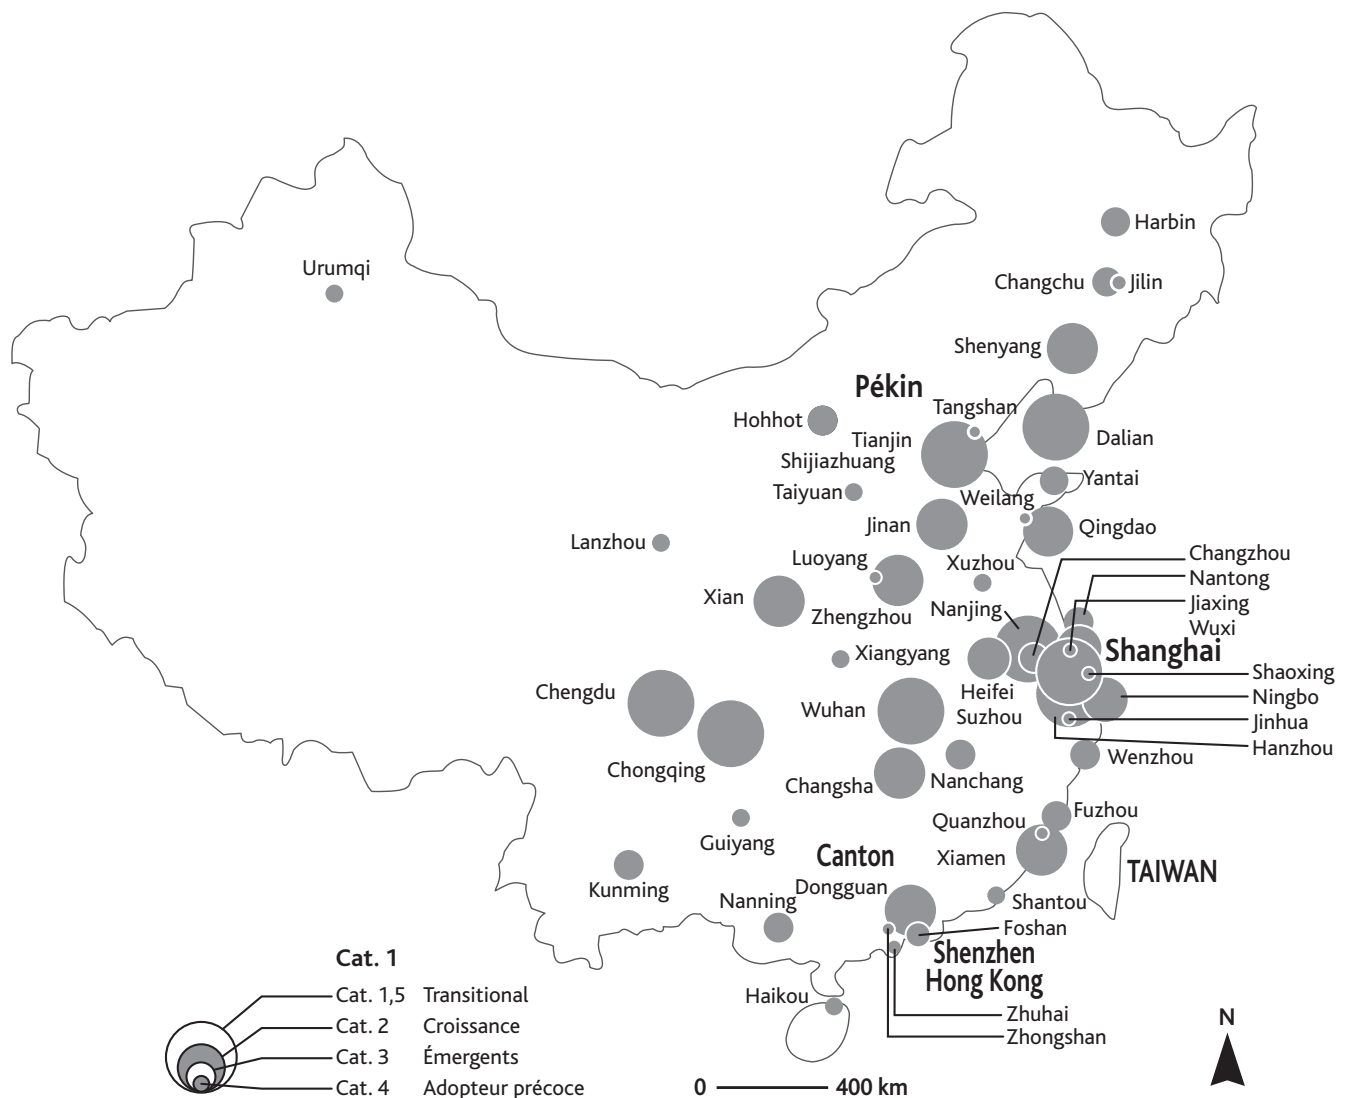 Harbin
Urumqi
Changchu
Jilin
Shenyang
Pékin
Tangshan
Hohhot
Tianjin
Dalian
Shijiazhuang
Yantai
Taiyuan
Weilang
Jinan
Qingdao
Lanzhou
Changzhou
Luoyang
Xuzhou
Nantong
Xian
Jiaxing
Nanjing
Zhengzhou
Wuxi
Xiangyang
Shanghai
Shaoxing
Chengdu
Heifei
Ningbo
Wuhan
Suzhou
Jinhua
Hanzhou
Wenzhou
Chongqing
Changsha
Nanchang
Fuzhou
Quanzhou
Guiyang
Canton
Xiamen
TAIWAN
Kunming
Dongguan
Nanning
Shantou
Foshan
Shenzhen
Hong Kong
Haikou
Zhuhai
Zhongshan
Cat. 1
Cat. 1,5 Transitional
Cat. 2 Croissance
Cat. 3 Émergents
Cat. 4 Adopteur précoce
0 400 km
N